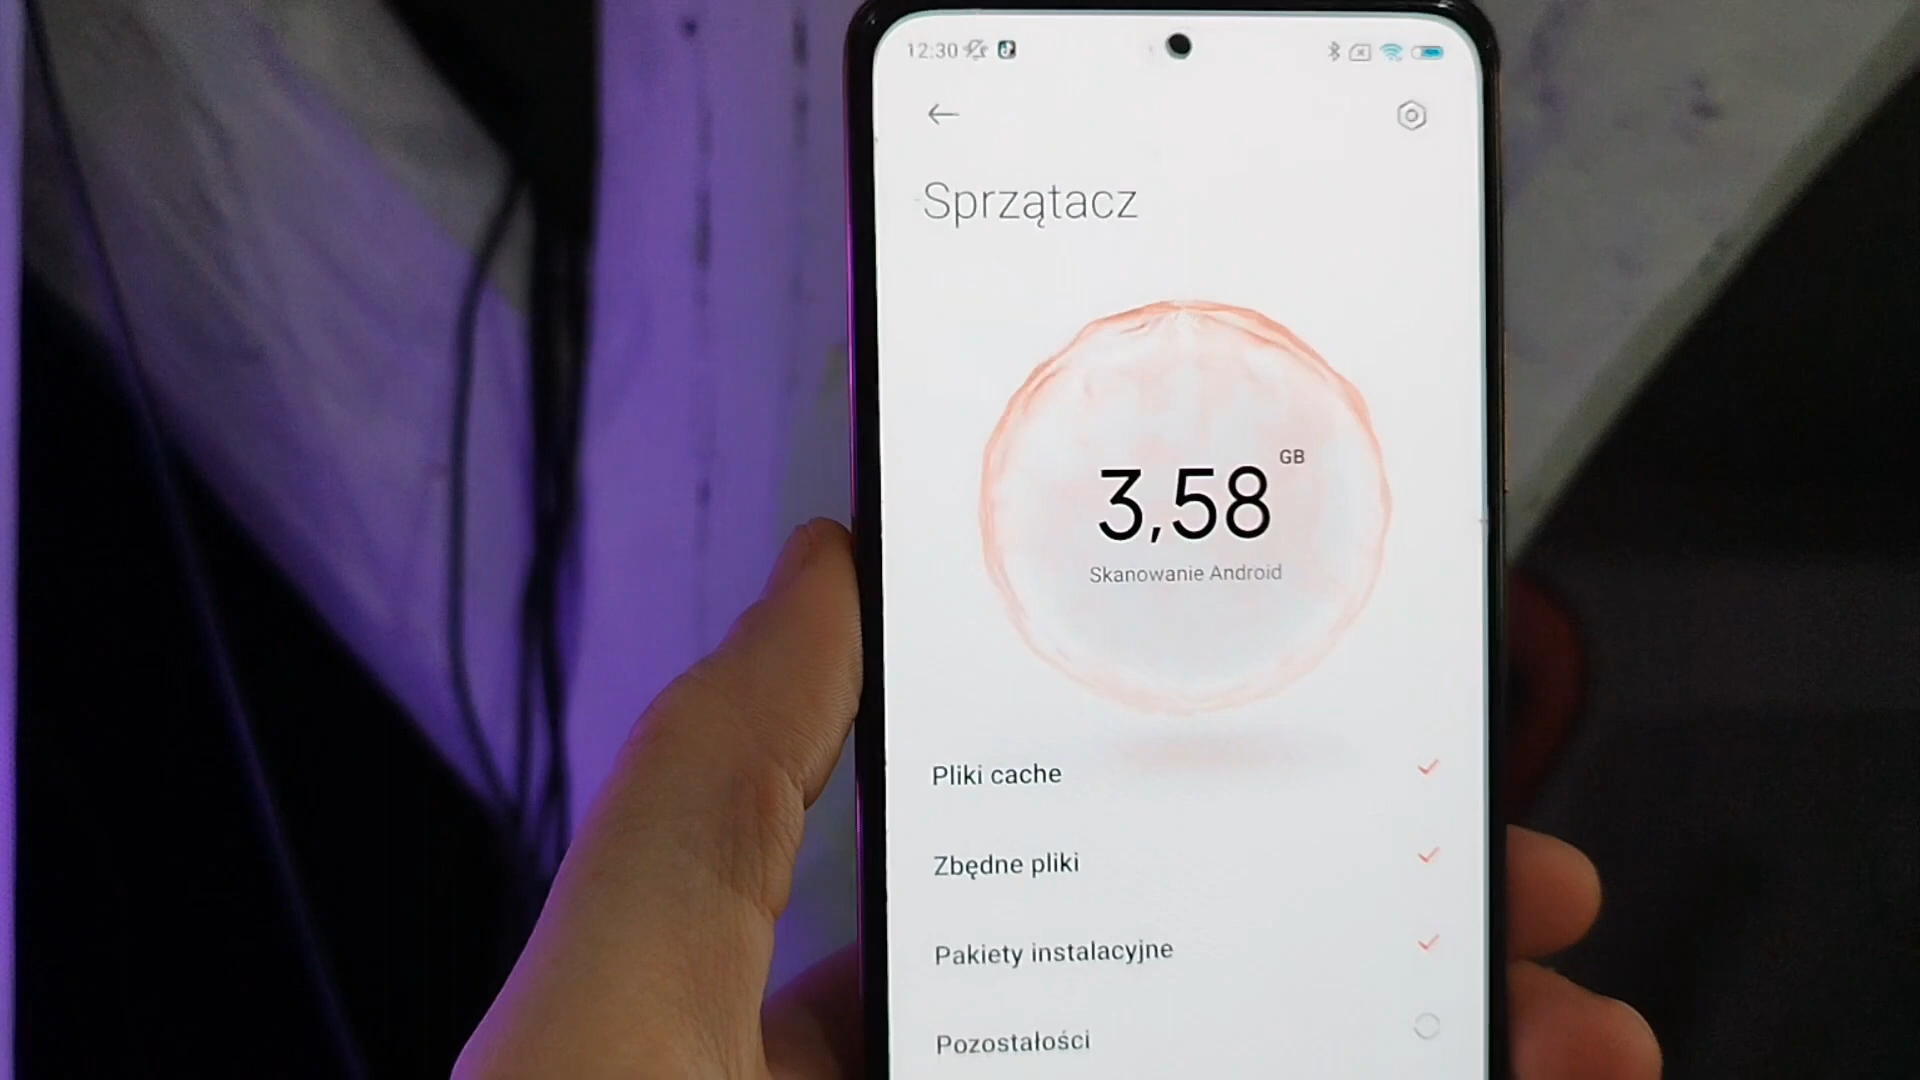 12:30
Sprzątacz
3,58 GB
Skanowanie Android
Pliki cache
Zbędne pliki
Pakiety instalacyjne
Pozostałości